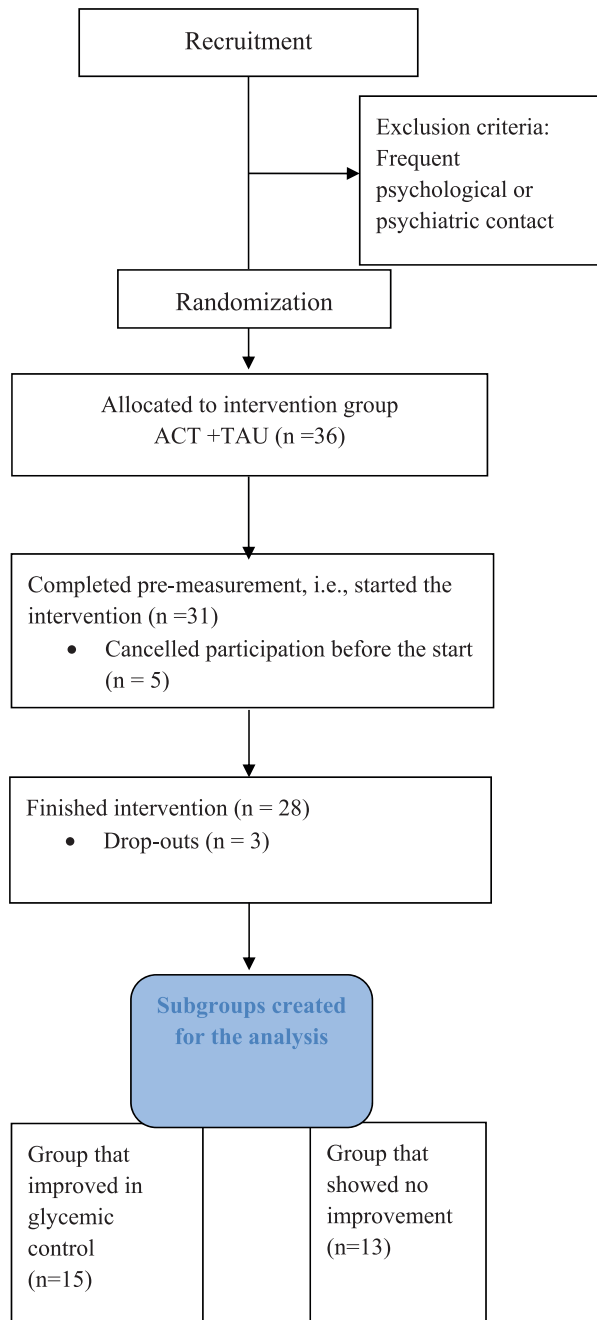 Recruitment
Exclusion criteria:
Frequent
psychological or
psychiatric contact
Randomization
Allocated to intervention group
ACT +TAU (n =36)
Completed pre-measurement, i.e., started the
intervention (n =31)
• Cancelled participation before the start
(n = 5)
Finished intervention (n = 28)
• Drop-outs (n = 3)
Subgroups created
for the analysis
Group that
improved in
glycemic
control
(n=15)
Group that
showed no
improvement
(n=13)